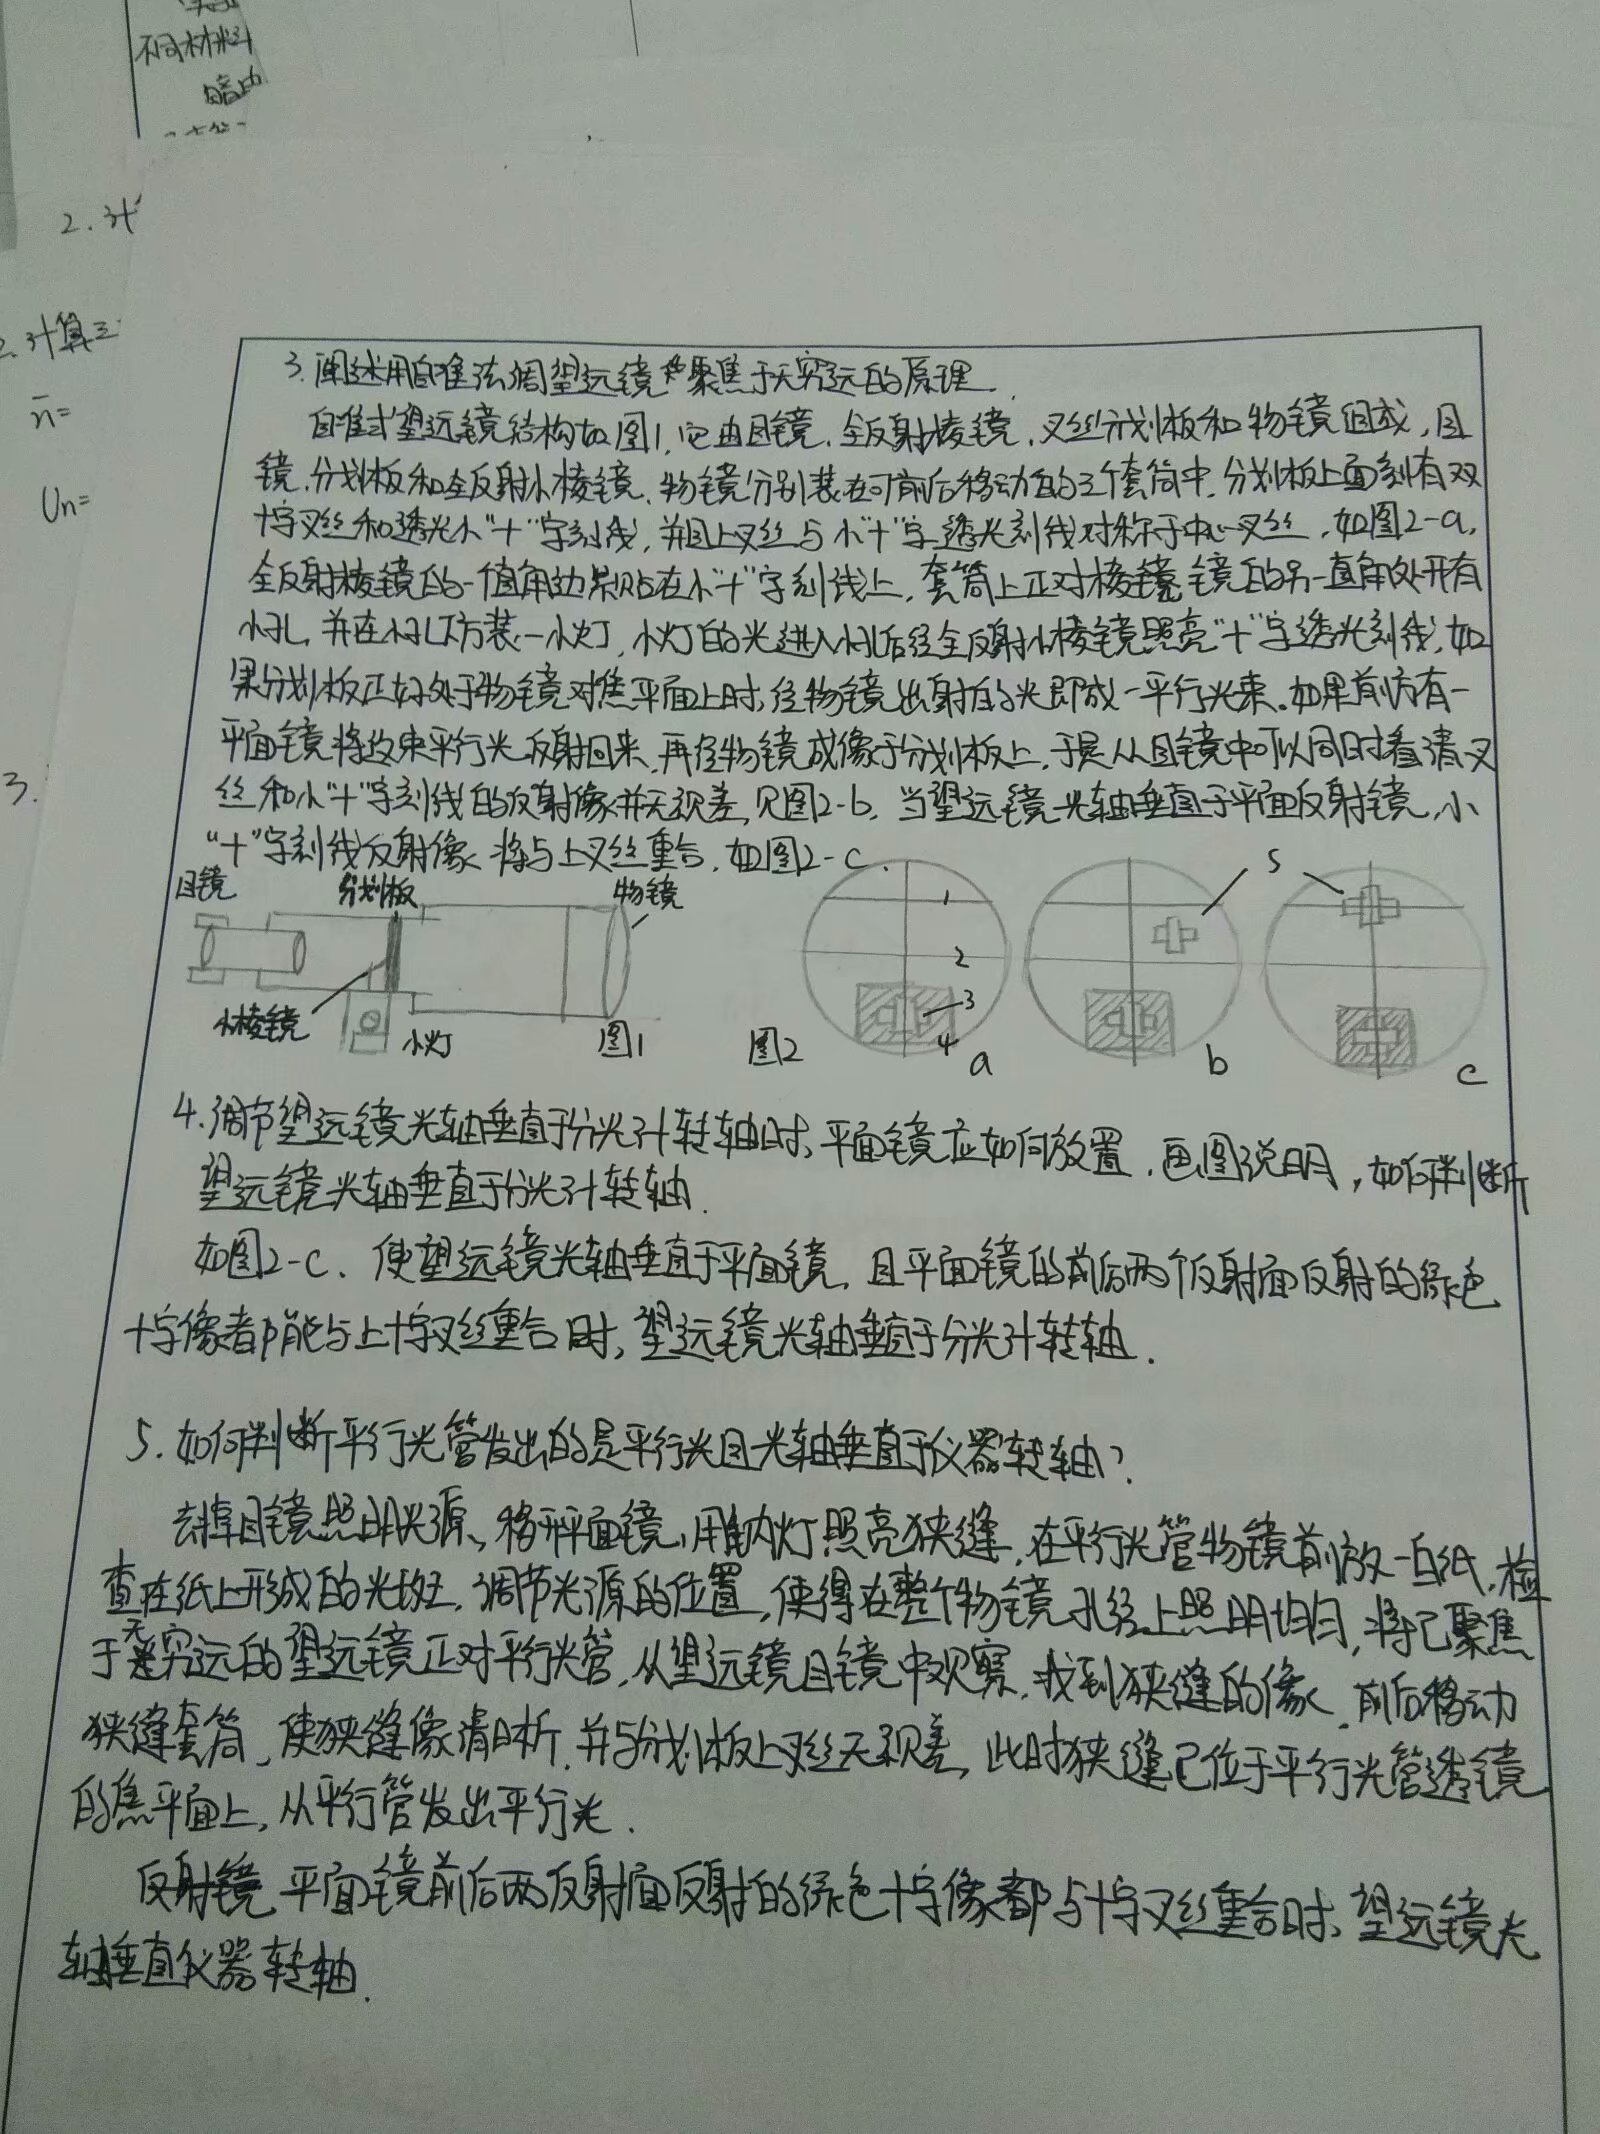 不同材料
2.计
2.计算三
n̄=
Un=
3.
3.阐述用自准法调望远镜聚焦于无穷远的原理.
自准式望远镜结构如图1,它由目镜.全反射棱镜.叉丝分划板和物镜组成,目
镜.分划板和全反射小棱镜.物镜分别装在可前后移动的三个套筒中.分划板上面刻有双
十字叉丝和透光小“十”字刻线,并且上叉丝与小“十”字透光刻线对称于中心叉丝,如图2-a,
全反射棱镜的一值角边紧贴在小“十”字刻线上,套筒上正对棱镜镜的另一直角处开有
小孔,并在小孔下方装一小灯,小灯的光进入小孔后经全反射小棱镜照亮“十”字透光刻线,如
果分划板正好处于物镜对焦平面上时,经物镜出射的光即成一平行光束.如果前方有一
平面镜将这束平行光反射回来,再经物镜成像于分划板上,于是从目镜中可以同时看清叉
丝和小“十”字刻线的反射像并无视差,见图2-b,当望远镜光轴垂直于平面反射镜,小
“十”字刻线反射像将与上叉丝重合,如图2-c.
目镜 分划板 物镜
小棱镜 小灯 图1
图2 1 2 3 4 a b 5 c
4.调节望远镜光轴垂直于分光计转轴时,平面镜应如何放置.画图说明,如何判断
望远镜光轴垂直于分光计转轴.
如图2-c.使望远镜光轴垂直于平面镜,且平面镜的前后两个反射面反射的绿色
十字像都能与上十字叉丝重合时,望远镜光轴垂直于分光计转轴.
5.如何判断平行光管发出的是平行光且光轴垂直于仪器转轴?
去掉目镜照明光源,移开平面镜,用钠灯照亮狭缝,在平行光管物镜前放一白纸,检
查在纸上形成的光斑,调节光源的位置,使得在整个物镜孔径上照明均匀,将已聚焦
于无穷远的望远镜正对平行光管,从望远镜目镜中观察,找到狭缝的像,前后移动
狭缝套筒,使狭缝像清晰,并与分划板上叉丝无视差,此时狭缝已位于平行光管透镜
的焦平面上,从平行管发出平行光.
反射镜 平面镜前后两反射面反射的绿色十字像都与十字叉丝重合时,望远镜光
轴垂直仪器转轴.